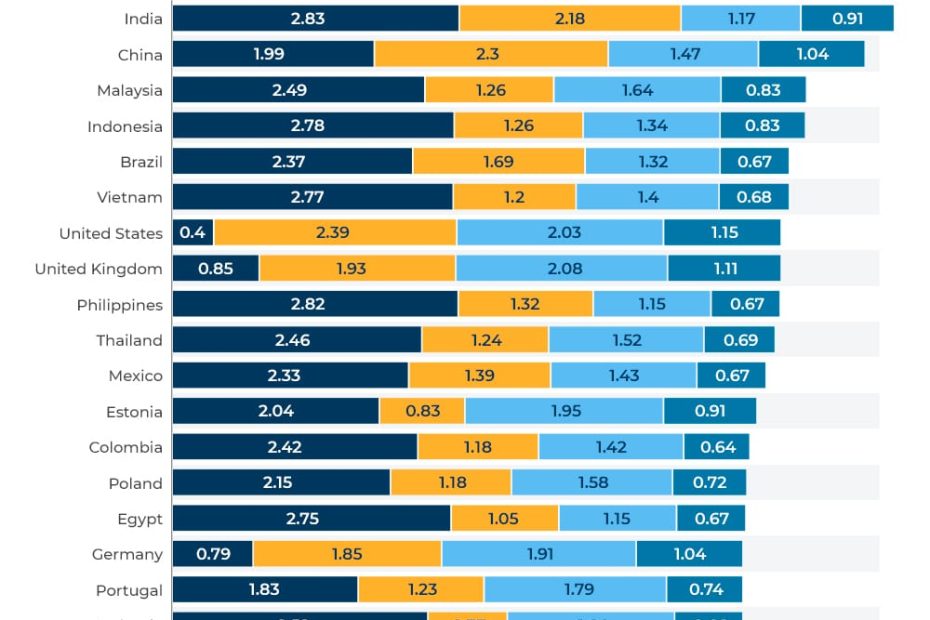 India 2.83 2.18 1.17 0.91
China 1.99 2.3 1.47 1.04
Malaysia 2.49 1.26 1.64 0.83
Indonesia 2.78 1.26 1.34 0.83
Brazil 2.37 1.69 1.32 0.67
Vietnam 2.77 1.2 1.4 0.68
United States 0.4 2.39 2.03 1.15
United Kingdom 0.85 1.93 2.08 1.11
Philippines 2.82 1.32 1.15 0.67
Thailand 2.46 1.24 1.52 0.69
Mexico 2.33 1.39 1.43 0.67
Estonia 2.04 0.83 1.95 0.91
Colombia 2.42 1.18 1.42 0.64
Poland 2.15 1.18 1.58 0.72
Egypt 2.75 1.05 1.15 0.67
Germany 0.79 1.85 1.91 1.04
Portugal 1.83 1.23 1.79 0.74